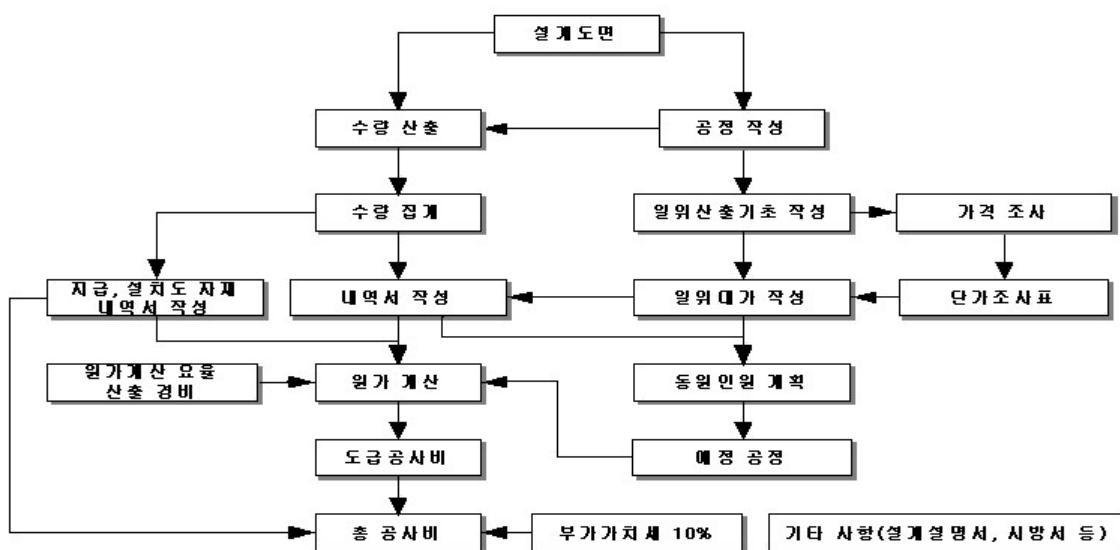 설계도면
수량 산출
공정 작성
수량 집계
일위산출기초 작성
가격 조사
지급, 설치도 자재
내역서 작성
내역서 작성
일위대가 작성
단가조사표
원가계산 요율
산출 경비
원가 계산
동원인원 계획
도급공사비
예정 공정
총 공사비
부가가치세 10%
기타 사항(설계설명서, 시방서 등)